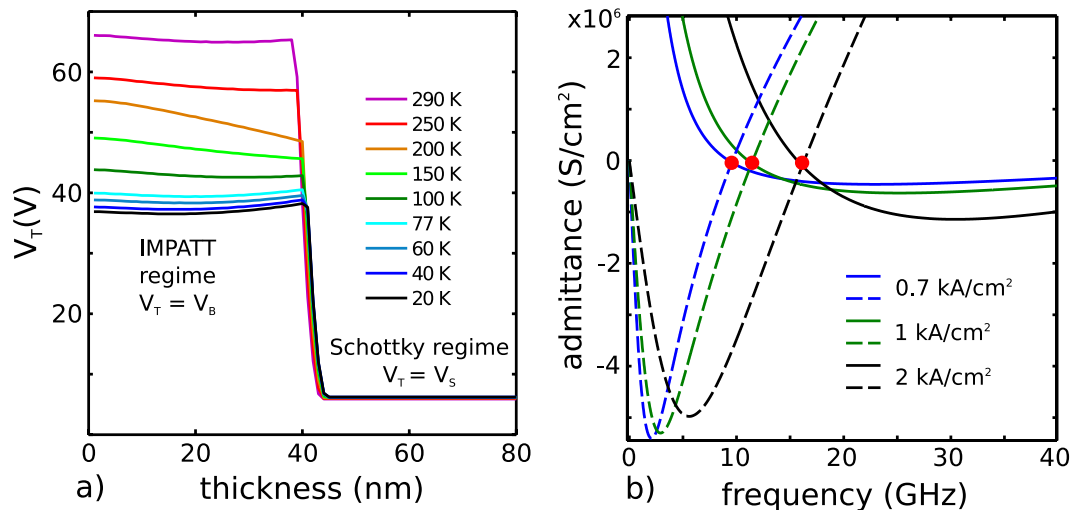 60
40
20
0
20
40
60
80
V_T(V)
thickness (nm)
a)
290 K
250 K
200 K
150 K
100 K
77 K
60 K
40 K
20 K
IMPATT
regime
V_T = V_B
Schottky regime
V_T = V_S
x10⁶
2
0
-2
-4
0
10
20
30
40
admittance (S/cm²)
frequency (GHz)
b)
0.7 kA/cm²
1 kA/cm²
2 kA/cm²